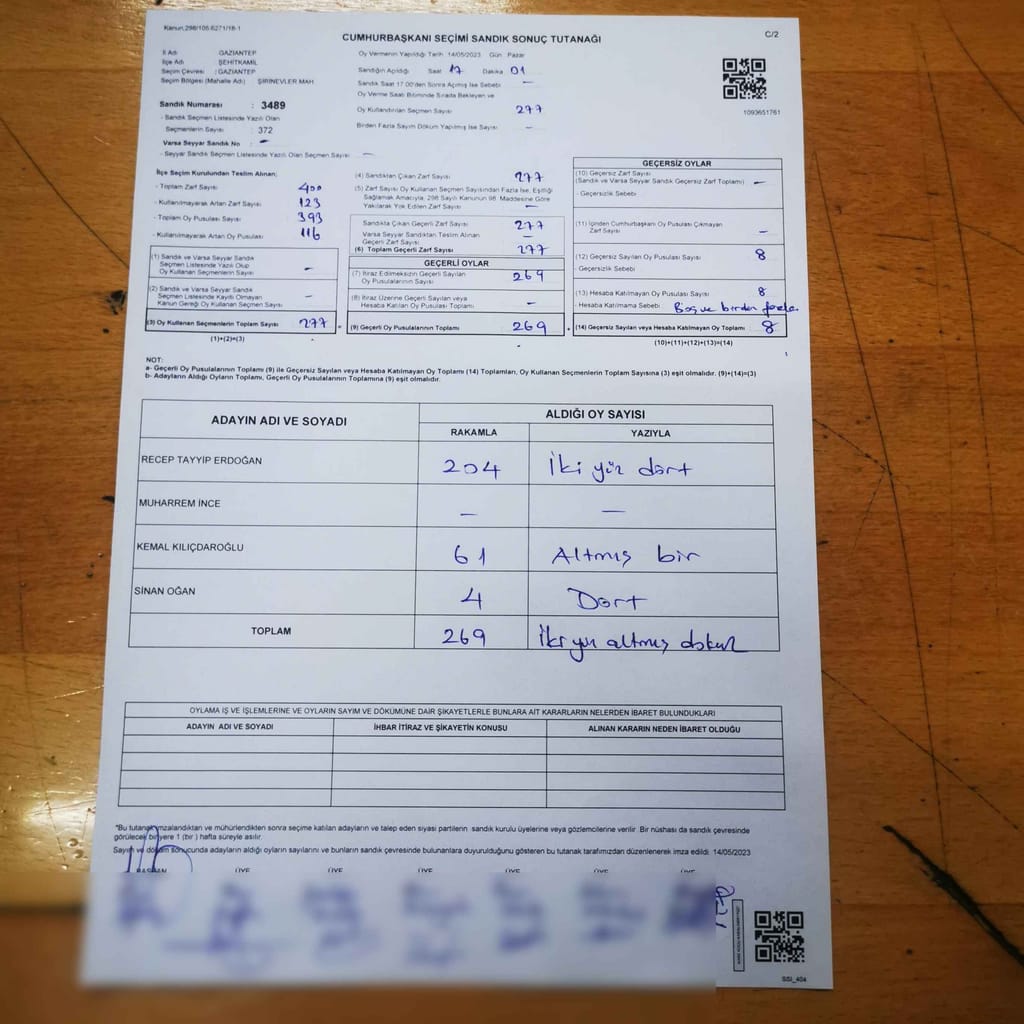 Kanun,298/105.6271/18-1
C/2
CUMHURBAŞKANI SEÇİMİ SANDIK SONUÇ TUTANAĞI
İl Adı GAZİANTEP
İlçe Adı ŞEHİTKAMİL
Seçim Çevresi : GAZİANTEP
Seçim Bölgesi (Mahalle Adı) ŞİRİNEVLER MAH
Sandık Numarası : 3489
- Sandık Seçmen Listesinde Yazılı Olan
Seçmenlerin Sayısı : 372
Varsa Seyyar Sandık No : -
- Seyyar Sandık Listesinde Yazılı Olan Seçmen Sayısı : -
Oy Vermenin Yapıldığı Tarih 14/05/2023 Gün : Pazar
Sandığın Açıldığı Saat 17 Dakika 01
Sandık Saat 17.00'den Sonra Açılmış İse Sebebi -
Oy Verme Saati Bitiminde Sırada Bekleyen ve
Oy Kullandırılan Seçmen Sayısı 277
Birden Fazla Sayım Döküm Yapılmış İse Sayısı -
1093651761
İlçe Seçim Kurulundan Teslim Alınan;
- Toplam Zarf Sayısı 400
- Kullanılmayarak Artan Zarf Sayısı 123
- Toplam Oy Pusulası Sayısı 393
- Kullanılmayarak Artan Oy Pusulası 116
(1) Sandık ve Varsa Seyyar Sandık
Seçmen Listesinde Yazılı Olup
Oy Kullanan Seçmenlerin Sayısı -
(2) Sandık ve Varsa Seyyar Sandık
Seçmen Listesinde Kayıtlı Olmayan
Kanun Gereği Oy Kullanan Seçmen Sayısı -
(3) Oy Kullanan Seçmenlerin Toplam Sayısı 277 =
(1)+(2)=(3)
(4) Sandıktan Çıkan Zarf Sayısı 277
(5) Zarf Sayısı Oy Kullanan Seçmen Sayısından Fazla İse, Eşitliği
Sağlamak Amacıyla, 298 Sayılı Kanunun 98. Maddesine Göre
Yakılarak Yok Edilen Zarf Sayısı -
Sandıkta Çıkan Geçerli Zarf Sayısı 277
Varsa Seyyar Sandıktan Teslim Alınan
Geçerli Zarf Sayısı -
(6) Toplam Geçerli Zarf Sayısı 277
GEÇERLİ OYLAR
(7) İtiraz Edilmeksizin Geçerli Sayılan
Oy Pusulasının Sayısı 269
(8) İtiraz Üzerine Geçerli Sayılan veya
Hesaba Katılan Oy Pusulası Toplamı -
(9) Geçerli Oy Pusulalarının Toplamı 269 +
GEÇERSİZ OYLAR
(10) Geçersiz Zarf Sayısı
(Sandık ve Varsa Seyyar Sandık Geçersiz Zarf Toplamı) -
- Geçersizlik Sebebi
(11) İçinden Cumhurbaşkanı Oy Pusulası Çıkmayan
Zarf Sayısı -
(12) Geçersiz Sayılan Oy Pusulası Sayısı 8
- Geçersizlik Sebebi
(13) Hesaba Katılmayan Oy Pusulası Sayısı 8
- Hesaba Katılmama Sebebi Boş ve birden fazla
(14) Geçersiz Sayılan veya Hesaba Katılmayan Oy Toplamı 8
(10)+(11)+(12)+(13)=(14)
NOT:
a- Geçerli Oy Pusulalarının Toplamı (9) ile Geçersiz Sayılan veya Hesaba Katılmayan Oy Toplamı (14) Toplamları, Oy Kullanan Seçmenlerin Toplam Sayısına (3) eşit olmalıdır. (9)+(14)=(3)
b- Adayların Aldığı Oyların Toplamı, Geçerli Oy Pusulalarının Toplamına (9) eşit olmalıdır.
ADAYIN ADI VE SOYADI ALDIĞI OY SAYISI
RAKAMLA YAZIYLA
RECEP TAYYİP ERDOĞAN 204 İki yüz dört
MUHARREM İNCE - -
KEMAL KILIÇDAROĞLU 61 Altmış bir
SİNAN OĞAN 4 Dört
TOPLAM 269 İki yüz altmış dokuz
OYLAMA İŞ VE İŞLEMLERİNE VE OYLARIN SAYIM VE DÖKÜMÜNE DAİR ŞİKAYETLERLE BUNLARA AİT KARARLARIN NELERDEN İBARET BULUNDUKLARI
ADAYIN ADI VE SOYADI İHBAR İTİRAZ VE ŞİKAYETİN KONUSU ALINAN KARARIN NEDEN İBARET OLDUĞU
*Bu tutanak imzalandıktan ve mühürlendikten sonra seçime katılan adayların ve talep eden siyasi partilerin sandık kurulu üyelerine veya gözlemcilerine verilir. Bir nüshası da sandık çevresinde
görülecek bir yere 1 (bir) hafta süreyle asılır.
Sayım ve döküm sonucunda adayların aldığı oyların sayılarını ve bunların sandık çevresinde bulunanlara duyurulduğunu gösteren bu tutanak tarafımızdan düzenlenerek imza edildi. 14/05/2023
BAŞKAN ÜYE ÜYE ÜYE ÜYE ÜYE ÜYE
SSI_404